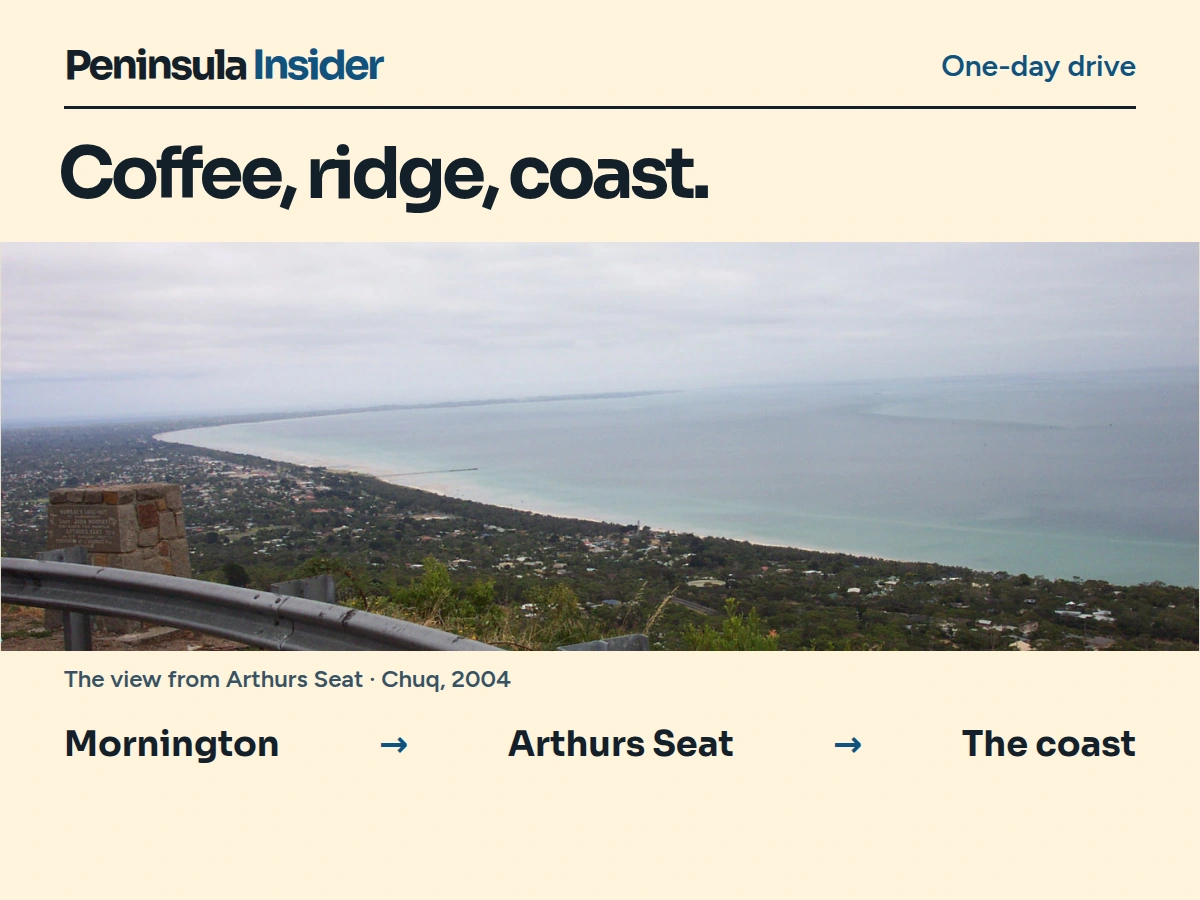 Peninsula Insider
One-day drive
Coffee, ridge, coast.
The view from Arthurs Seat · Chuq, 2004
Mornington → Arthurs Seat → The coast